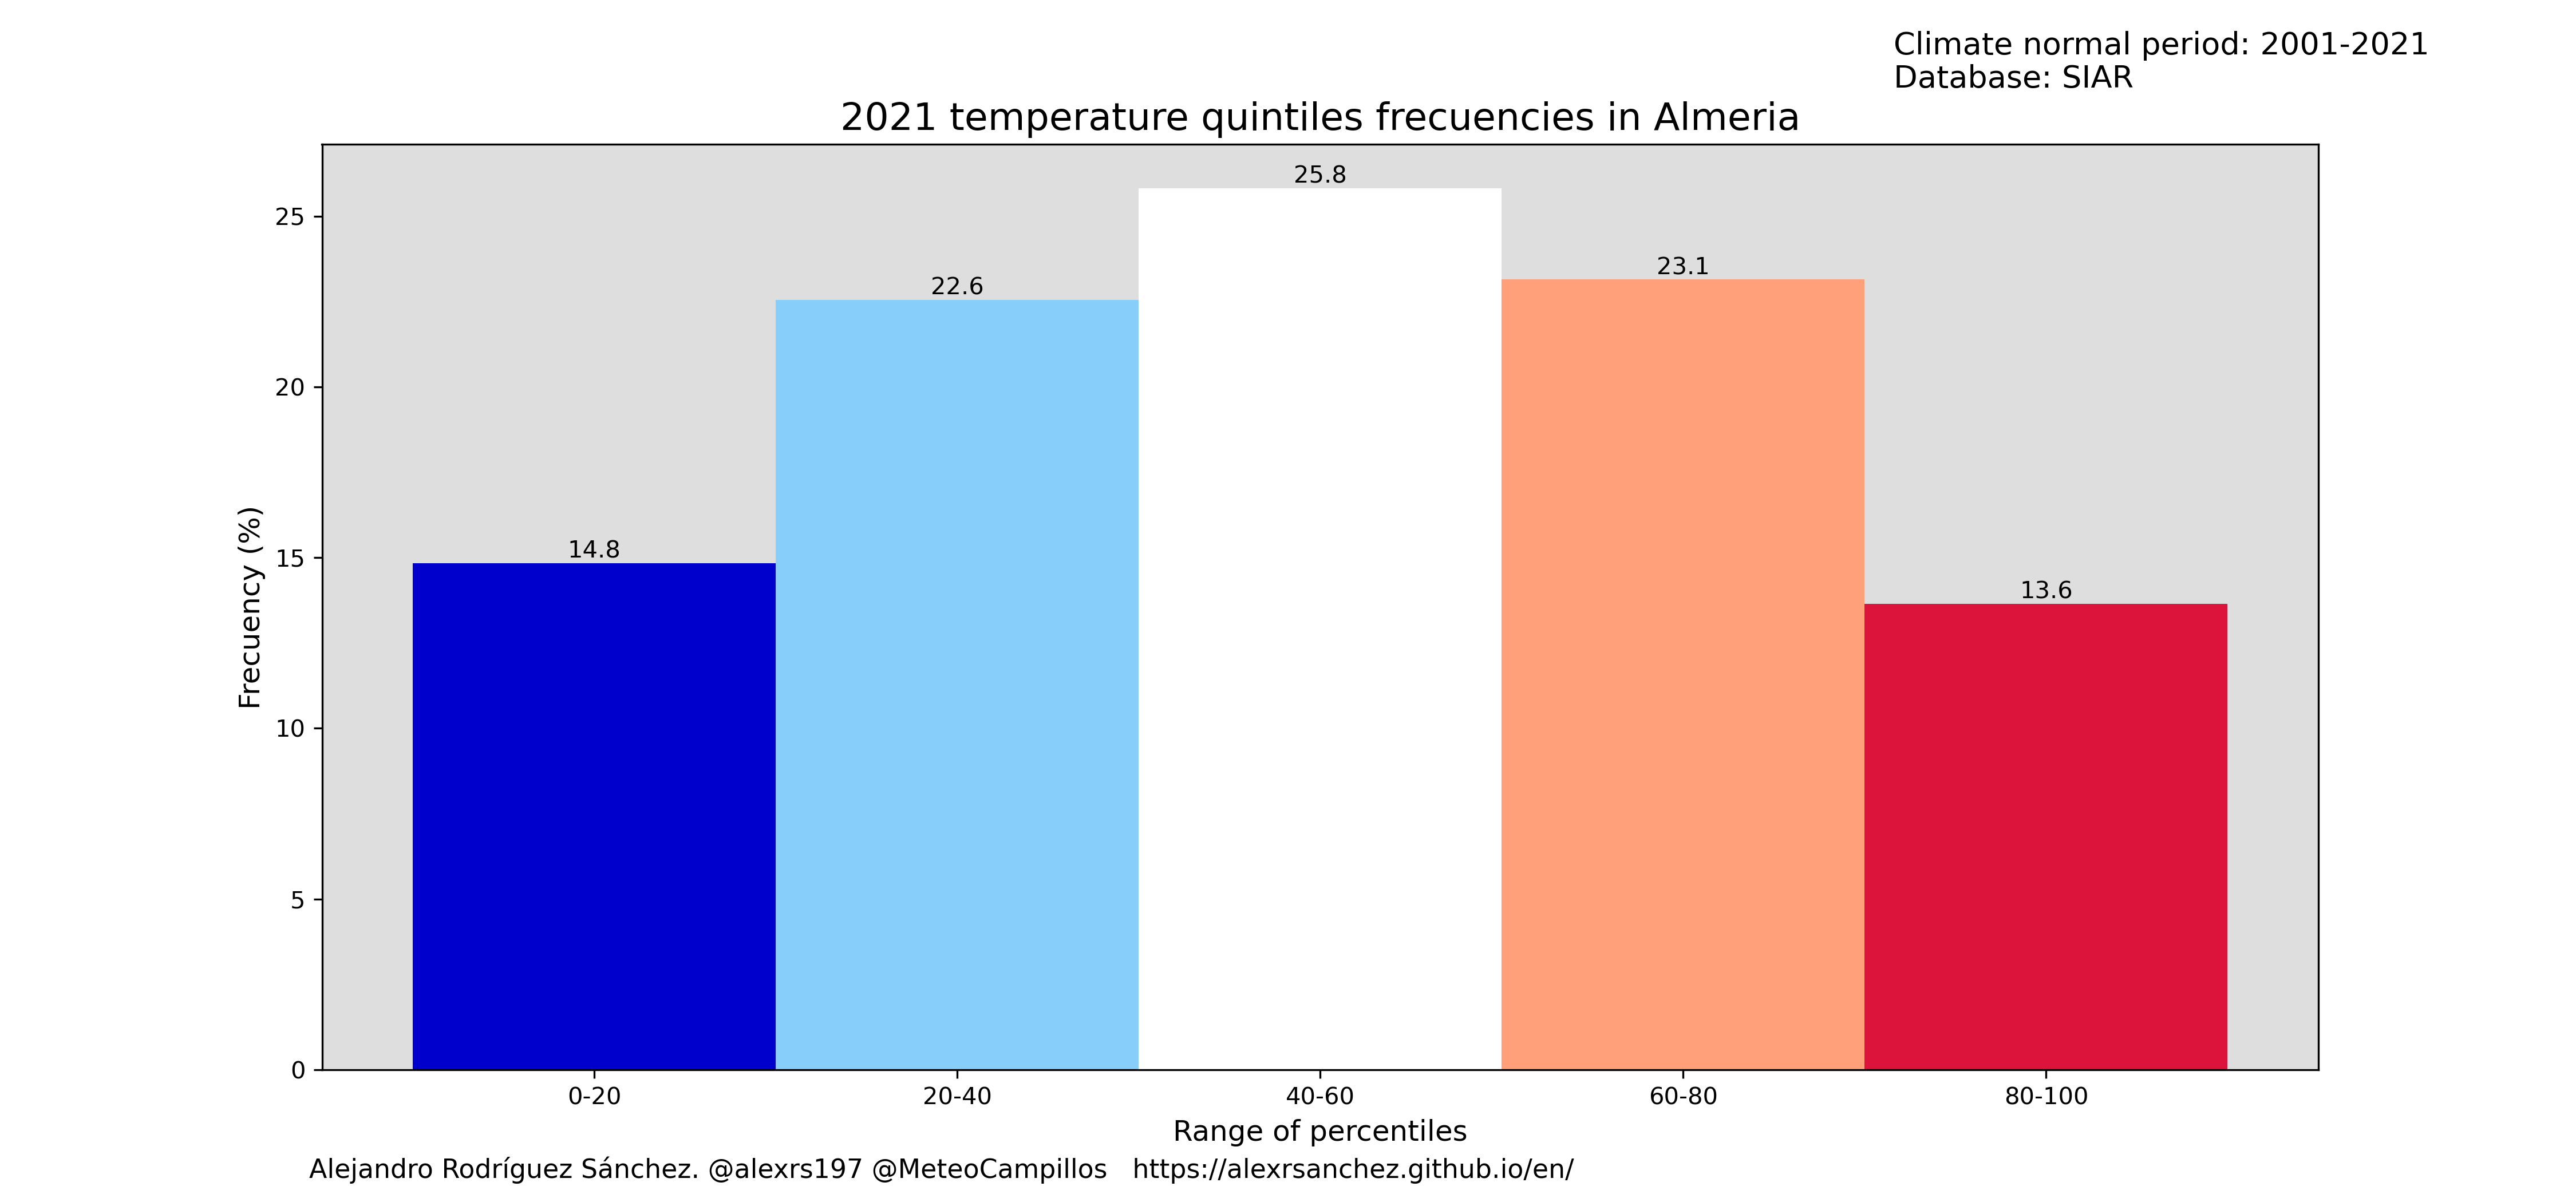 Climate normal period: 2001-2021
Database: SIAR
2021 temperature quintiles frecuencies in Almeria
25.8
25
23.1
22.6
20
Frecuency (%)
15
14.8
13.6
10
5
0
0-20 20-40 40-60 60-80 80-100
Range of percentiles
Alejandro Rodríguez Sánchez. @alexrs197 @MeteoCampillos https://alexrsanchez.github.io/en/